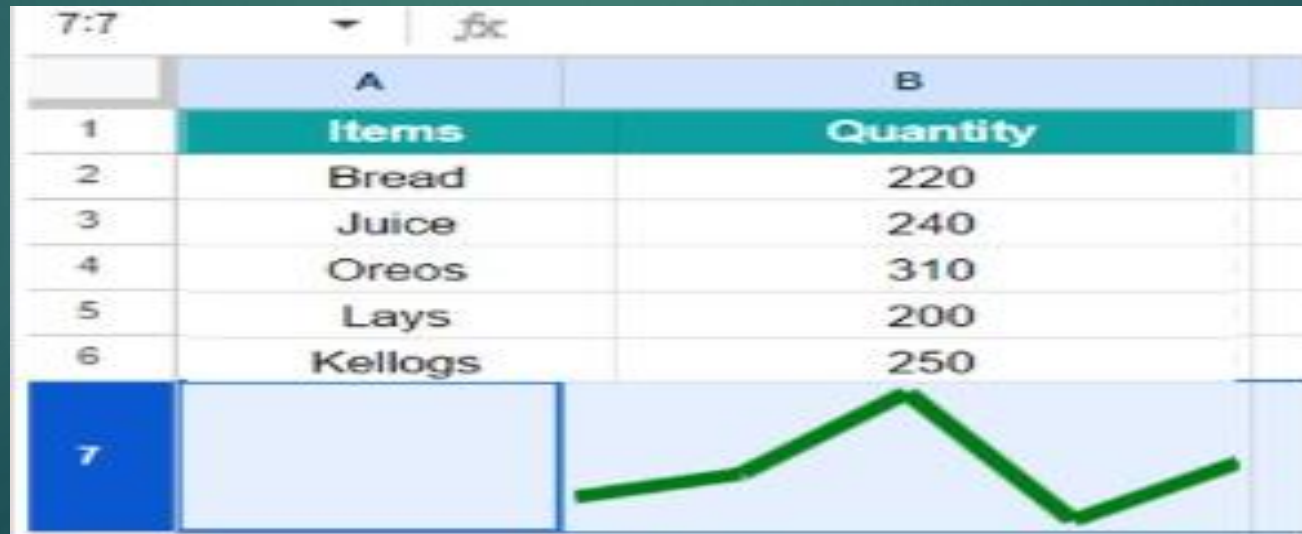 7:7 fx
A B
1 Items Quantity
2 Bread 220
3 Juice 240
4 Oreos 310
5 Lays 200
6 Kellogs 250
7